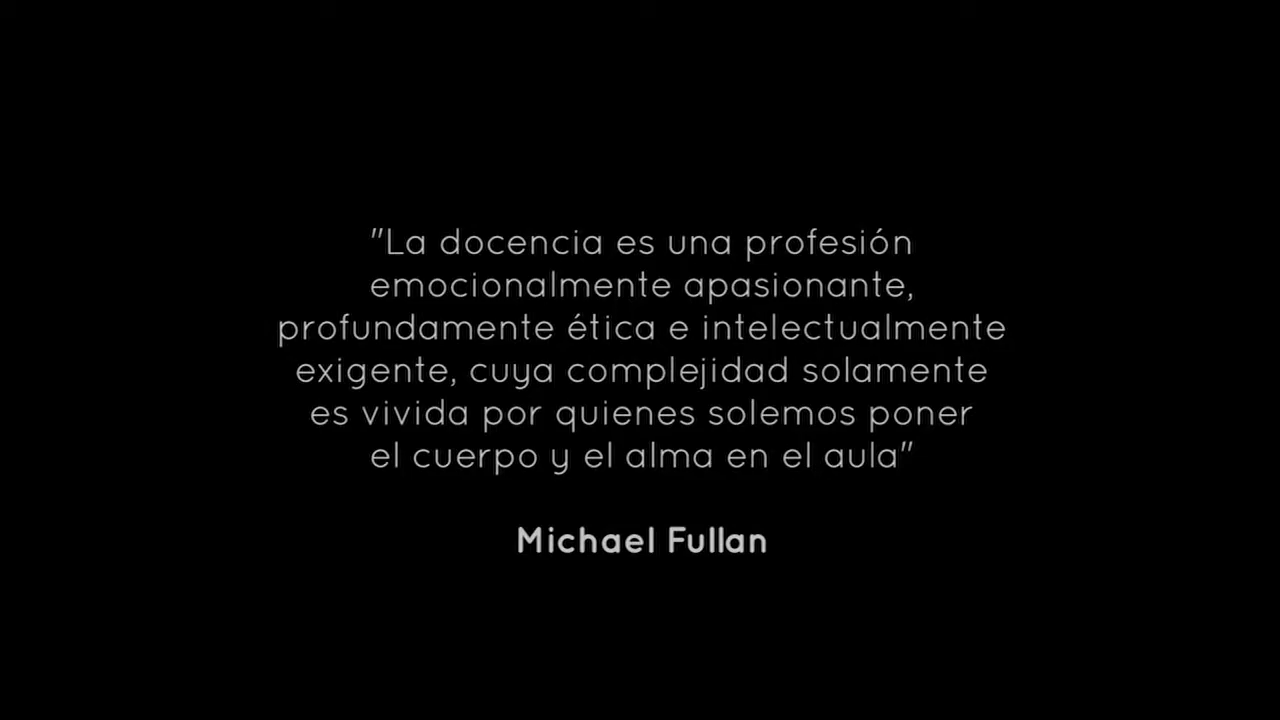 "La docencia es una profesión
emocionalmente apasionante,
profundamente ética e intelectualmente
exigente, cuya complejidad solamente
es vivida por quienes solemos poner
el cuerpo y el alma en el aula"
Michael Fullan